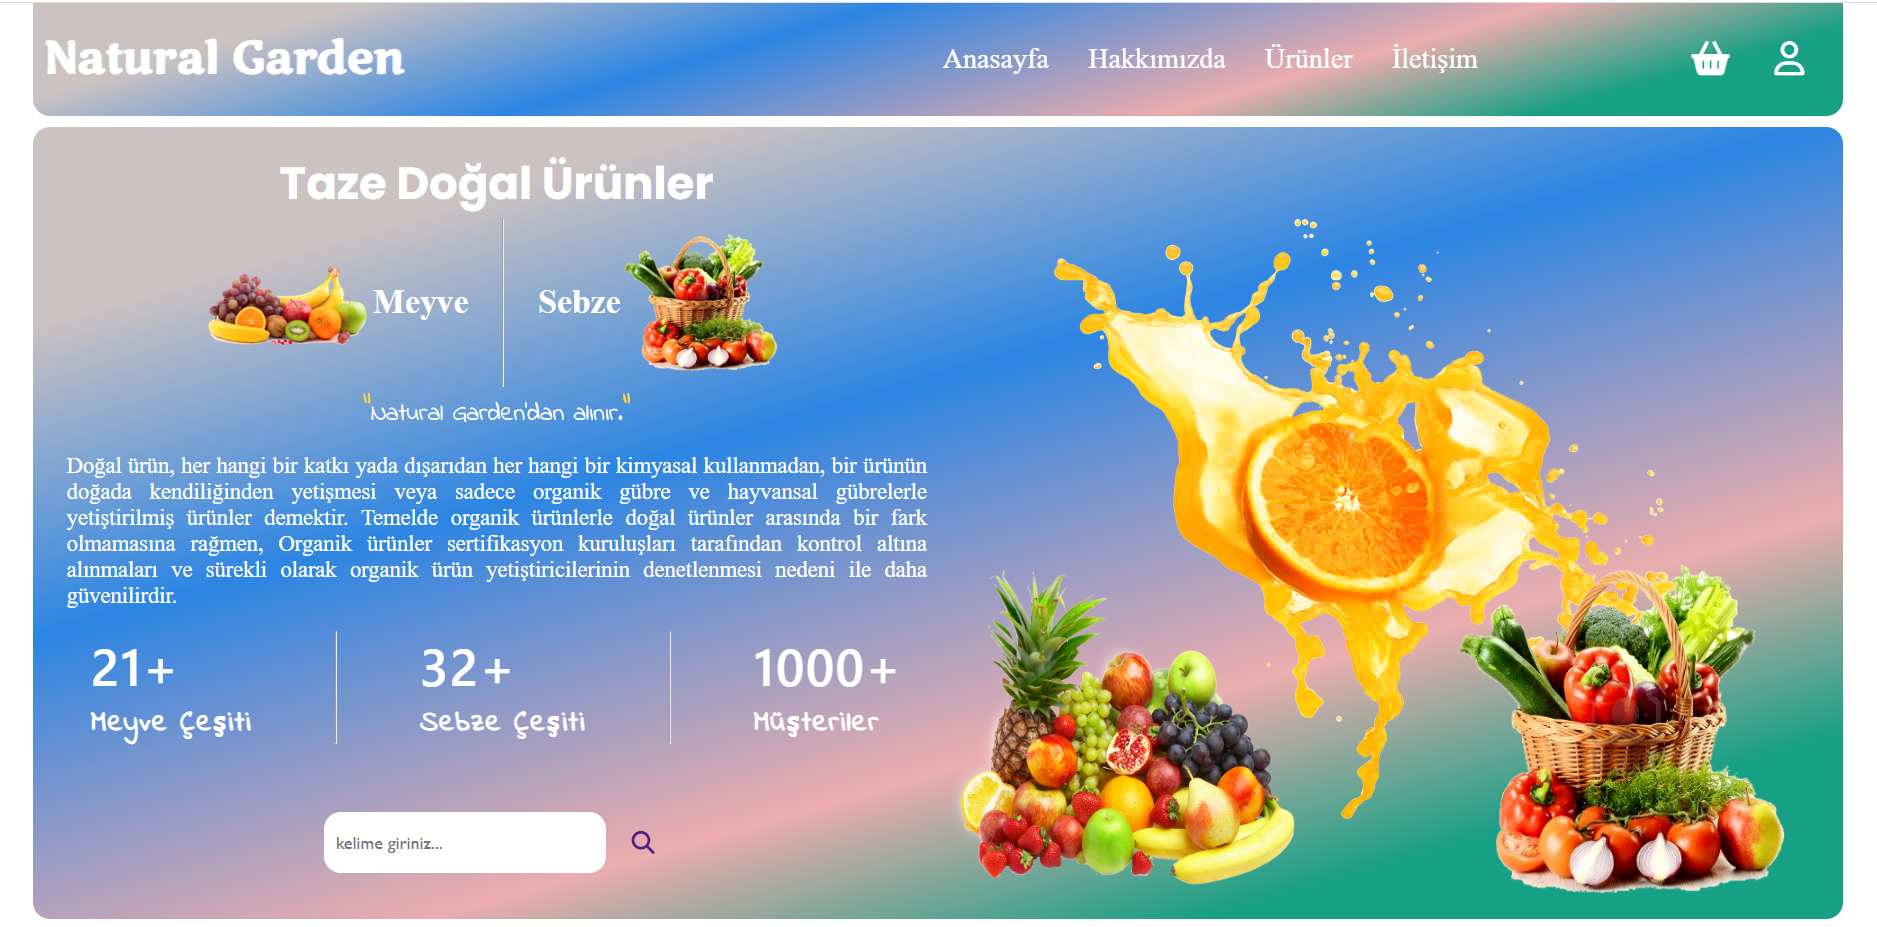 Natural Garden
Anasayfa Hakkımızda Ürünler İletişim
Taze Doğal Ürünler
Meyve
Sebze
"Natural Garden'dan alınır."
Doğal ürün, her hangi bir katkı yada dışarıdan her hangi bir kimyasal kullanmadan, bir ürünün
doğada kendiliğinden yetişmesi veya sadece organik gübre ve hayvansal gübrelerle
yetiştirilmiş ürünler demektir. Temelde organik ürünlerle doğal ürünler arasında bir fark
olmamasına rağmen, Organik ürünler sertifikasyon kuruluşları tarafından kontrol altına
alınmaları ve sürekli olarak organik ürün yetiştiricilerinin denetlenmesi nedeni ile daha
güvenilirdir.
21+
Meyve Çeşiti
32+
Sebze Çeşiti
1000+
Müşteriler
kelime giriniz...